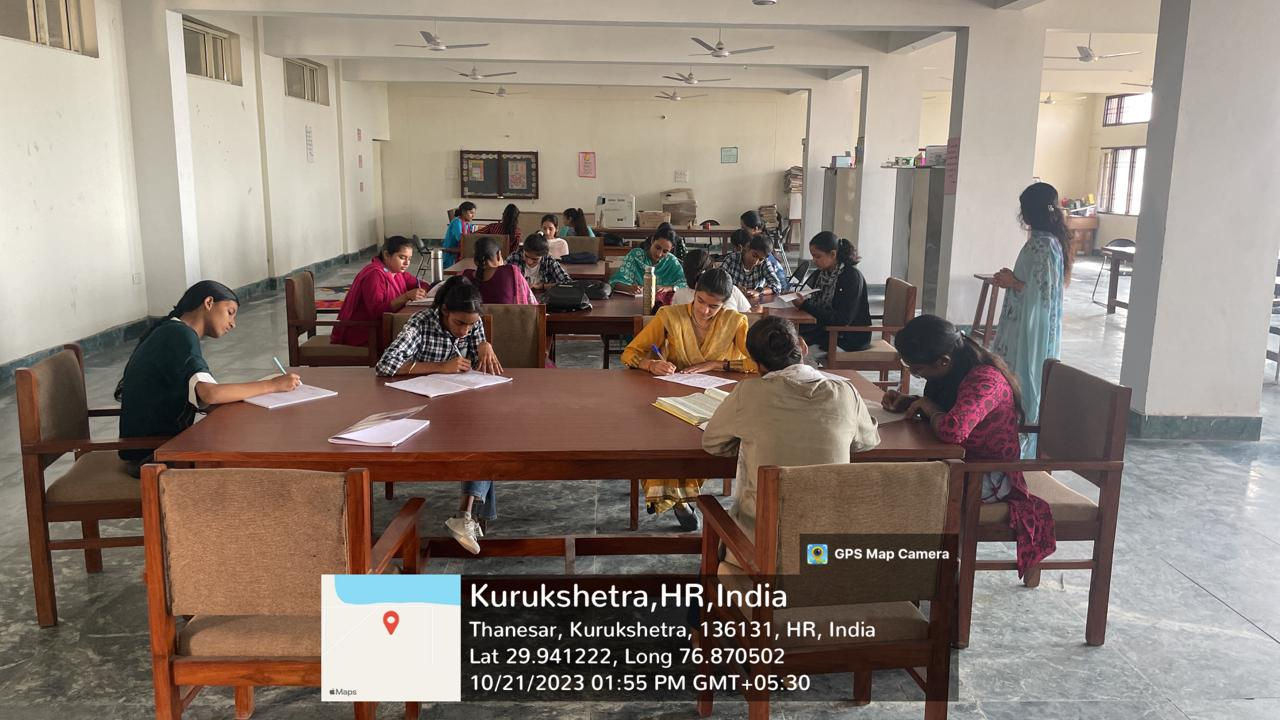 GPS Map Camera
Kurukshetra,HR,India
Thanesar, Kurukshetra, 136131, HR, India
Lat 29.941222, Long 76.870502
10/21/2023 01:55 PM GMT+05:30
Maps